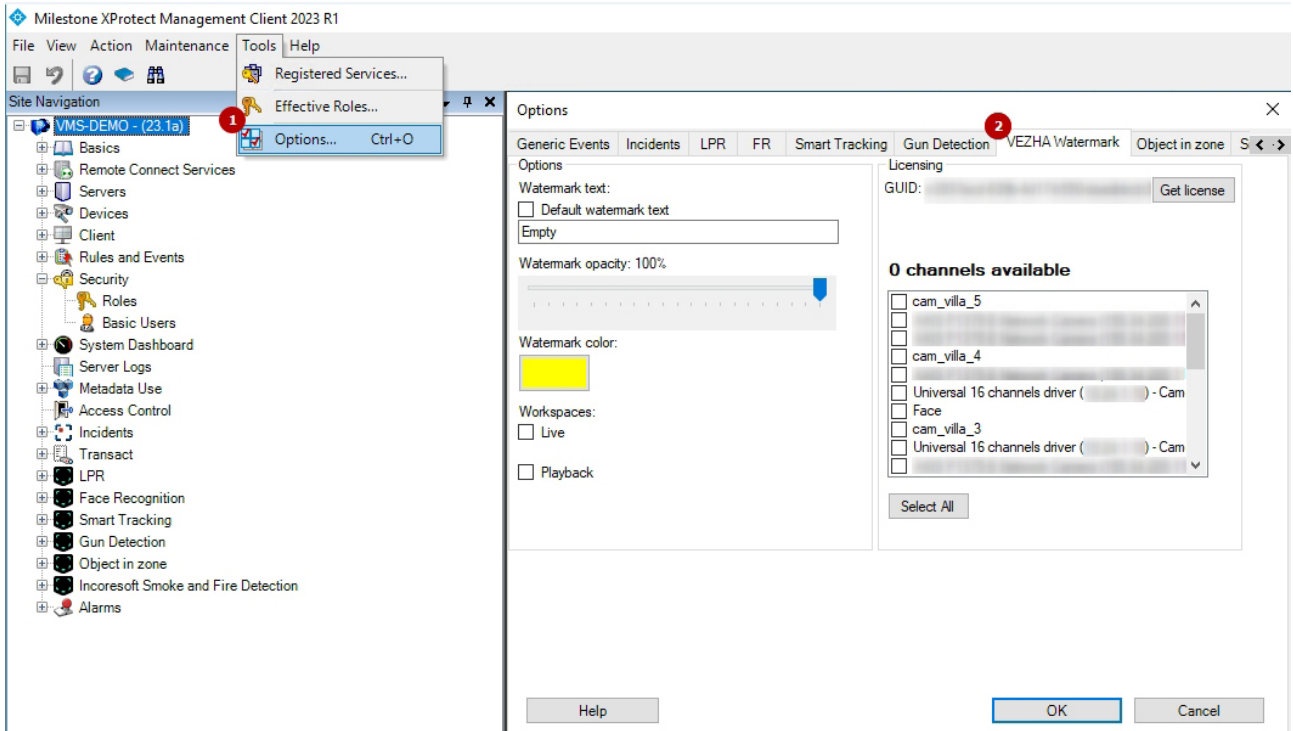 Milestone XProtect Management Client 2023 R1
File View Action Maintenance Tools Help
Registered Services...
Effective Roles...
Options... Ctrl+O
1
Site Navigation
VMS-DEMO - (23.1a)
Basics
Remote Connect Services
Servers
Devices
Client
Rules and Events
Security
Roles
Basic Users
System Dashboard
Server Logs
Metadata Use
Access Control
Incidents
Transact
LPR
Face Recognition
Smart Tracking
Gun Detection
Object in zone
Incoresoft Smoke and Fire Detection
Alarms
Options
2
Generic Events Incidents LPR FR Smart Tracking Gun Detection VEZHA Watermark Object in zone S
Options
Watermark text:
Default watermark text
Empty
Watermark opacity: 100%
Watermark color:
Workspaces:
Live
Playback
Licensing
GUID:
Get license
0 channels available
cam_villa_5
cam_villa_4
Universal 16 channels driver ( ) - Cam
Face
cam_villa_3
Universal 16 channels driver ( ) - Cam
Select All
Help OK Cancel